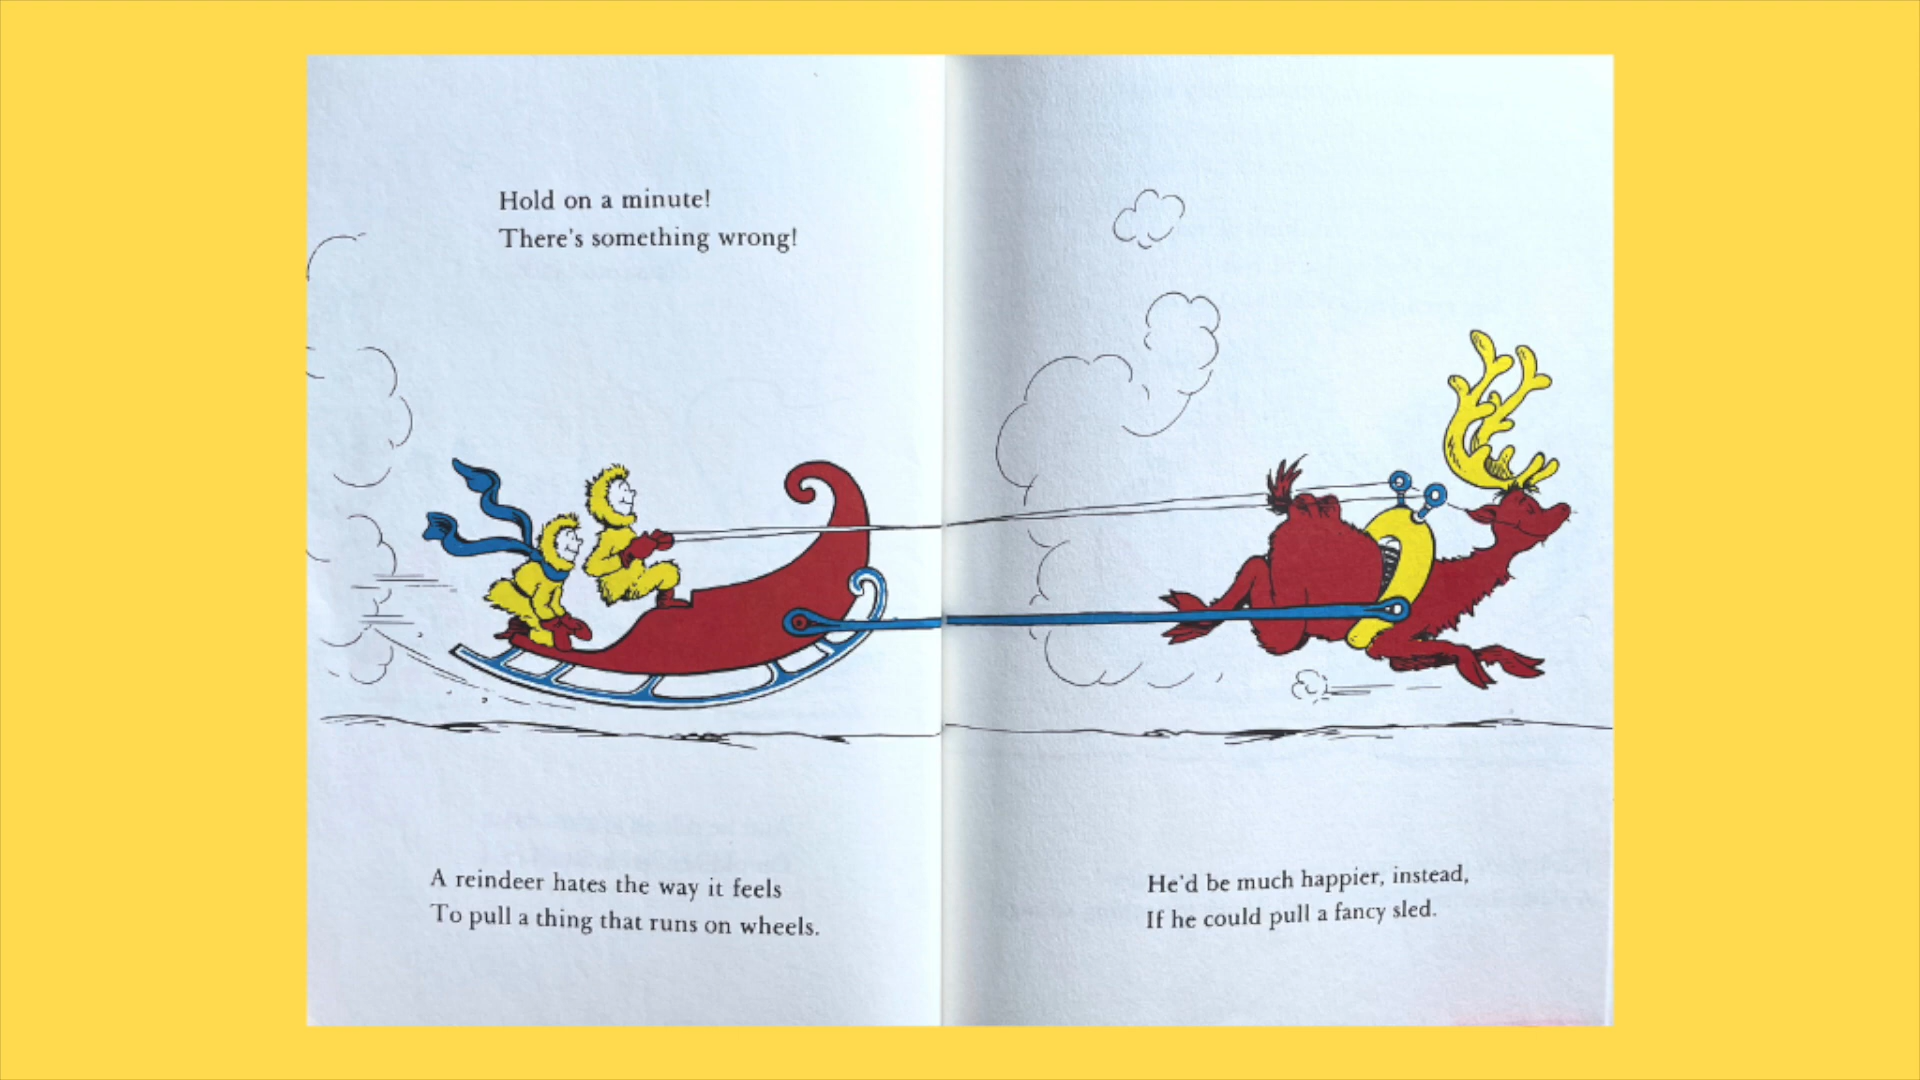 Hold on a minute!
There's something wrong!
A reindeer hates the way it feels
To pull a thing that runs on wheels.
He'd be much happier, instead,
If he could pull a fancy sled.